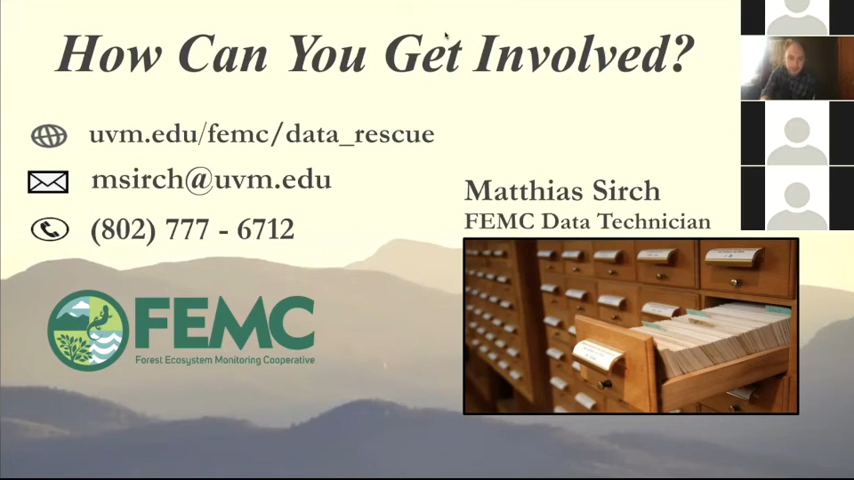 How Can You Get Involved?
uvm.edu/femc/data_rescue
msirch@uvm.edu
(802) 777 - 6712
Matthias Sirch
FEMC Data Technician
FEMC
Forest Ecosystem Monitoring Cooperative